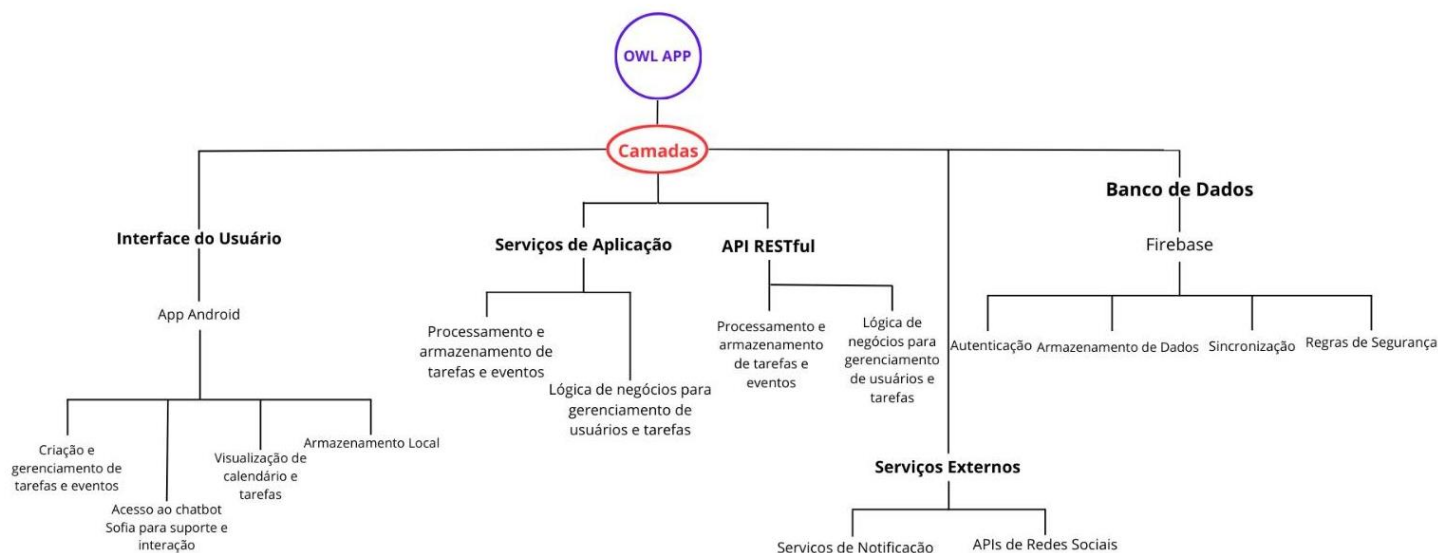 OWL APP
Camadas
Banco de Dados
Interface do Usuário
Serviços de Aplicação
API RESTful
Firebase
App Android
Processamento e
armazenamento de
tarefas e eventos
Lógica de negócios para
gerenciamento de
usuários e tarefas
Processamento e
armazenamento
de tarefas e
eventos
Lógica de
negócios para
gerenciamento
de usuários e
tarefas
Autenticação
Armazenamento de Dados
Sincronização
Regras de Segurança
Criação e
gerenciamento de
tarefas e eventos
Acesso ao chatbot
Sofia para suporte e
interação
Visualização de
calendário e
tarefas
Armazenamento Local
Serviços Externos
Serviços de Notificação
APIs de Redes Sociais